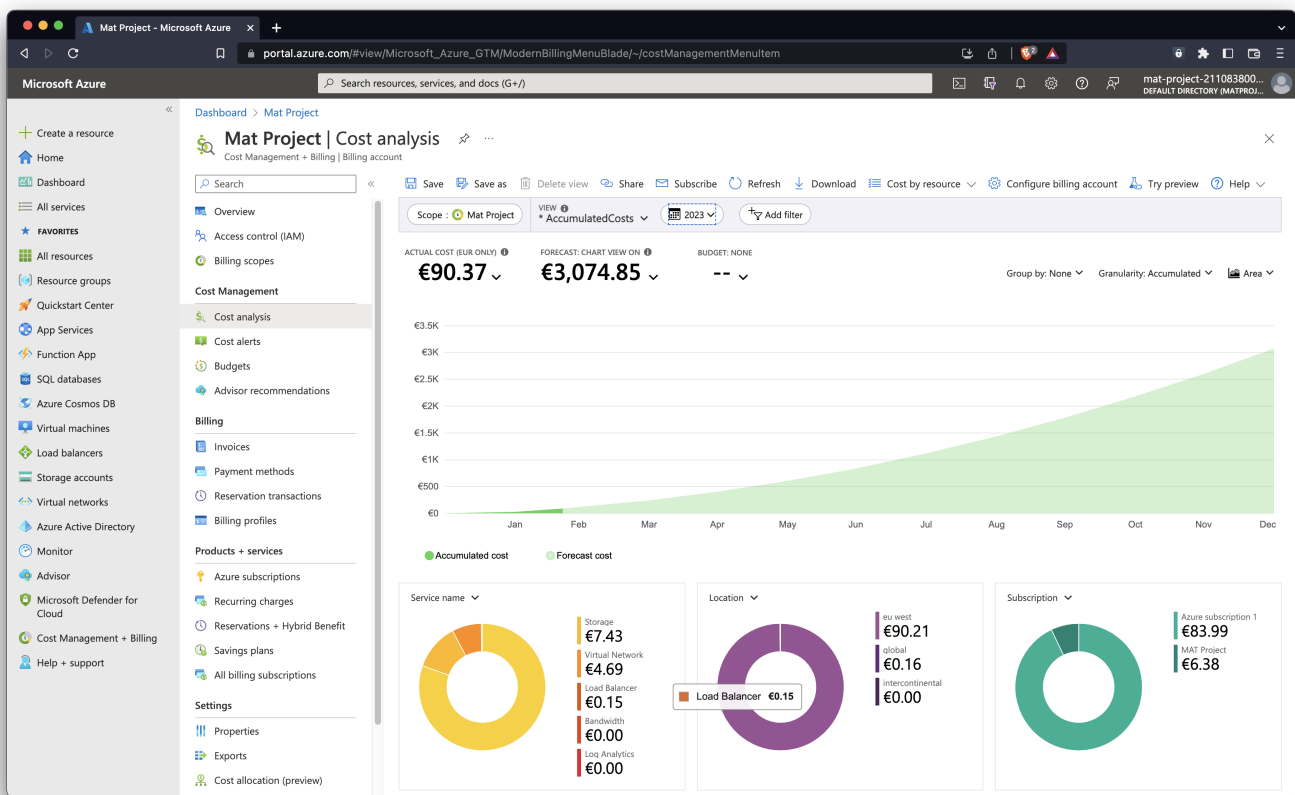 Mat Project - Microsoft Azure
portal.azure.com/#view/Microsoft_Azure_GTM/ModernBillingMenuBlade/~/costManagementMenuItem
2
Microsoft Azure
Search resources, services, and docs (G+/)
mat-project-211083800...
DEFAULT DIRECTORY (MATPROJ...
Create a resource
Home
Dashboard
All services
FAVORITES
All resources
Resource groups
Quickstart Center
App Services
Function App
SQL databases
Azure Cosmos DB
Virtual machines
Load balancers
Storage accounts
Virtual networks
Azure Active Directory
Monitor
Advisor
Microsoft Defender for
Cloud
Cost Management + Billing
Help + support
Dashboard > Mat Project
Mat Project | Cost analysis
Cost Management + Billing | Billing account
Search
Overview
Access control (IAM)
Billing scopes
Cost Management
Cost analysis
Cost alerts
Budgets
Advisor recommendations
Billing
Invoices
Payment methods
Reservation transactions
Billing profiles
Products + services
Azure subscriptions
Recurring charges
Reservations + Hybrid Benefit
Savings plans
All billing subscriptions
Settings
Properties
Exports
Cost allocation (preview)
Save Save as Delete view Share Subscribe Refresh Download Cost by resource Configure billing account Try preview Help
Scope : Mat Project
VIEW
* AccumulatedCosts
2023
Add filter
ACTUAL COST (EUR ONLY)
€90.37
FORECAST: CHART VIEW ON
€3,074.85
BUDGET: NONE
--
Group by: None Granularity: Accumulated Area
€3.5K
€3K
€2.5K
€2K
€1.5K
€1K
€500
€0
Jan Feb Mar Apr May Jun Jul Aug Sep Oct Nov Dec
Accumulated cost Forecast cost
Service name
Storage
€7.43
Virtual Network
€4.69
Load Balancer
€0.15
Bandwidth
€0.00
Log Analytics
€0.00
Load Balancer €0.15
Location
eu west
€90.21
global
€0.16
intercontinental
€0.00
Subscription
Azure subscription 1
€83.99
MAT Project
€6.38